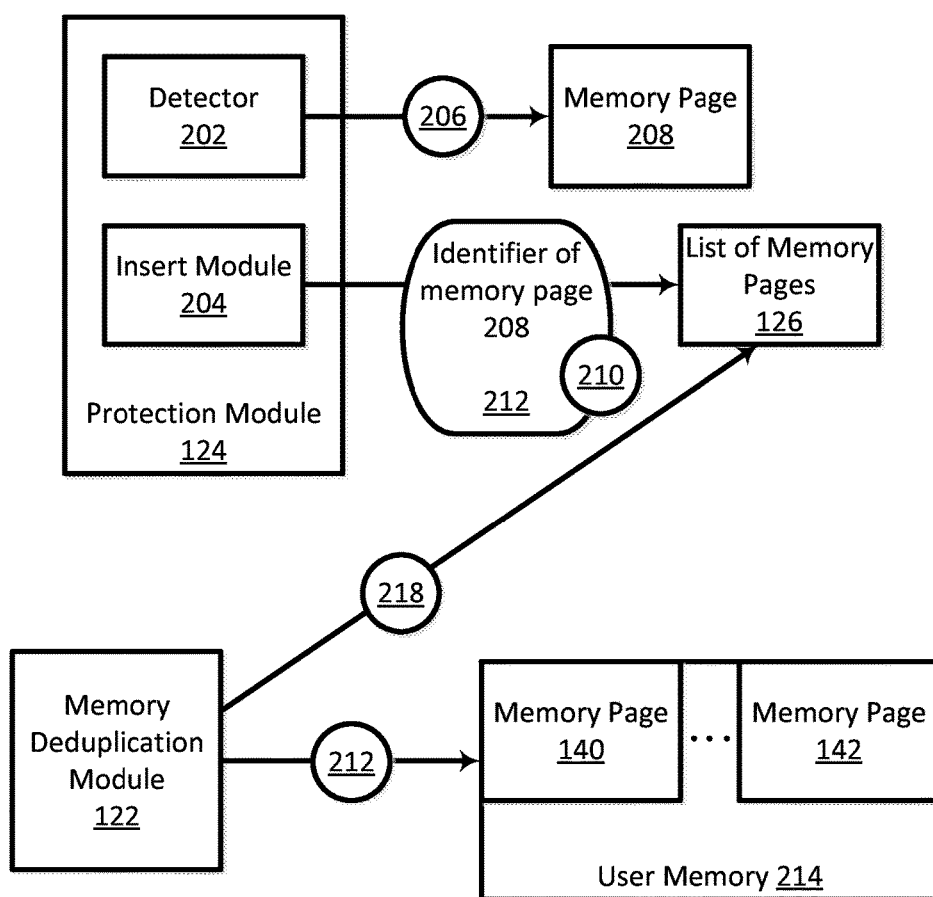 Detector
202
206
Memory Page
208
Insert Module
204
Identifier of
memory page
208
212
210
List of Memory
Pages
126
Protection Module
124
218
Memory
Deduplication
Module
122
212
Memory Page
140
...
Memory Page
142
User Memory 214